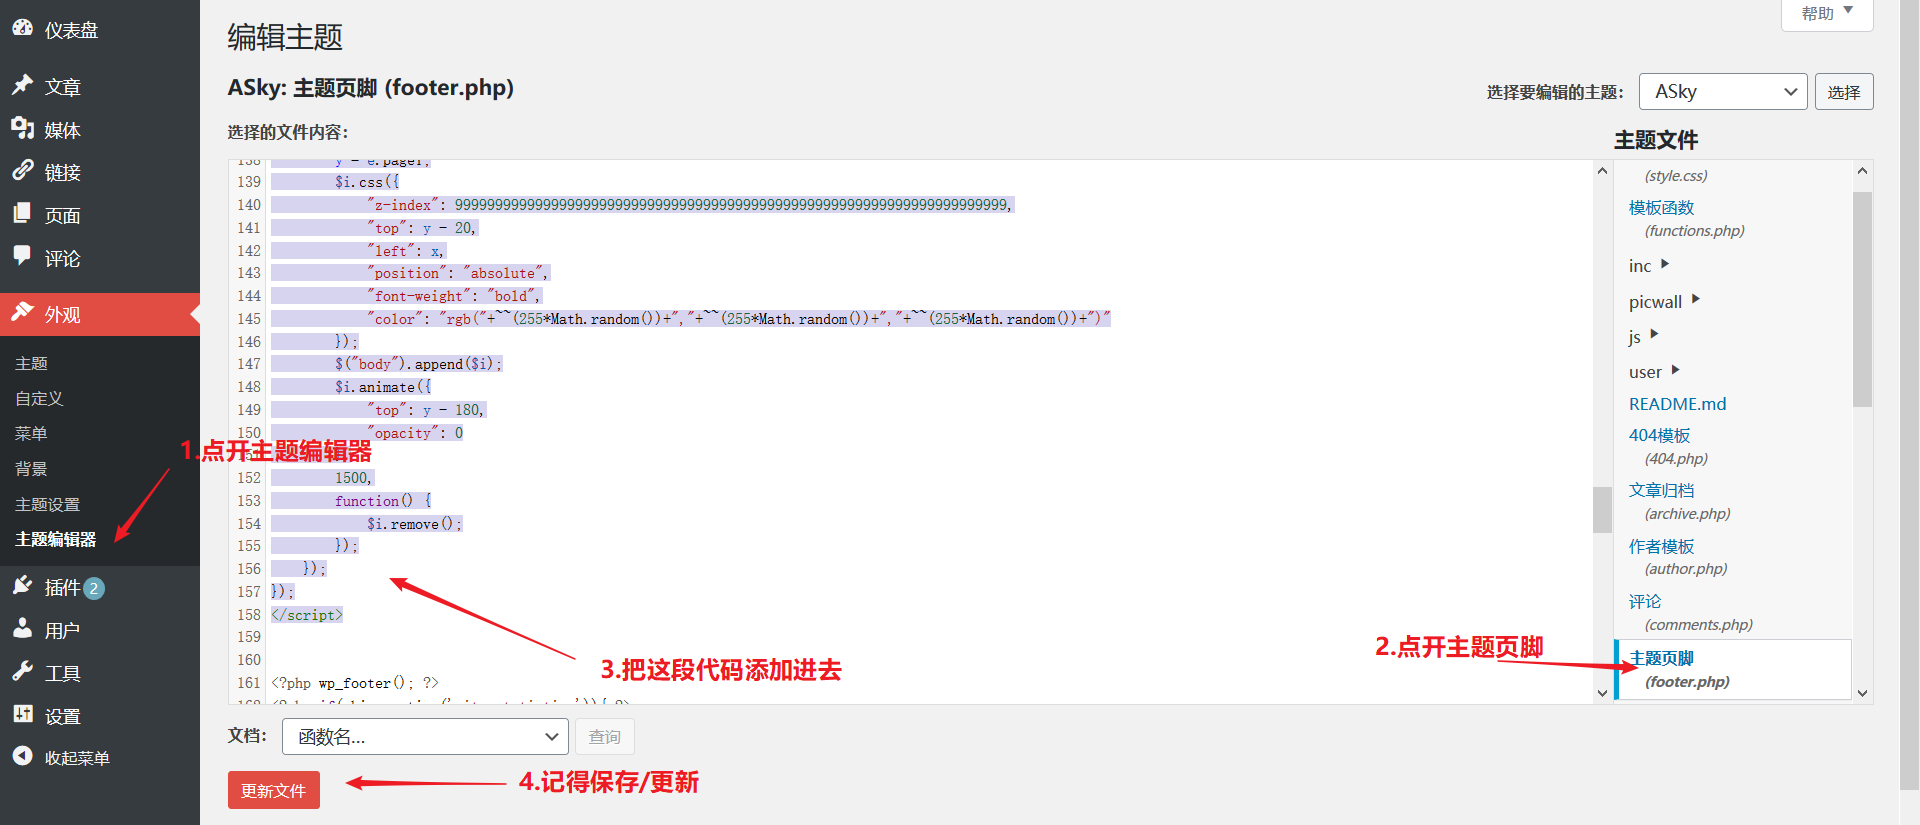 仪表盘
文章
媒体
链接
页面
评论
外观
主题
自定义
菜单
背景
主题设置
主题编辑器
插件 2
用户
工具
设置
收起菜单
帮助
编辑主题
ASky: 主题页脚 (footer.php)
选择要编辑的主题：
ASky
选择
选择的文件内容：
138 y = e.pageY;
139 $i.css({
140 "z-index": 999999999999999999999999999999999999999999999999999999999999999999999,
141 "top": y - 20,
142 "left": x,
143 "position": "absolute",
144 "font-weight": "bold",
145 "color": "rgb("+~~(255*Math.random())+","+~~(255*Math.random())+","+~~(255*Math.random())+")"
146 });
147 $("body").append($i);
148 $i.animate({
149 "top": y - 180,
150 "opacity": 0
152 1500,
153 function() {
154 $i.remove();
155 });
156 });
157 });
158 </script>
159
160
161 <?php wp_footer(); ?>
1.点开主题编辑器
3.把这段代码添加进去
2.点开主题页脚
4.记得保存/更新
主题文件
(style.css)
模板函数
(functions.php)
inc
picwall
js
user
README.md
404模板
(404.php)
文章归档
(archive.php)
作者模板
(author.php)
评论
(comments.php)
主题页脚
(footer.php)
文档：
函数名...
查询
更新文件